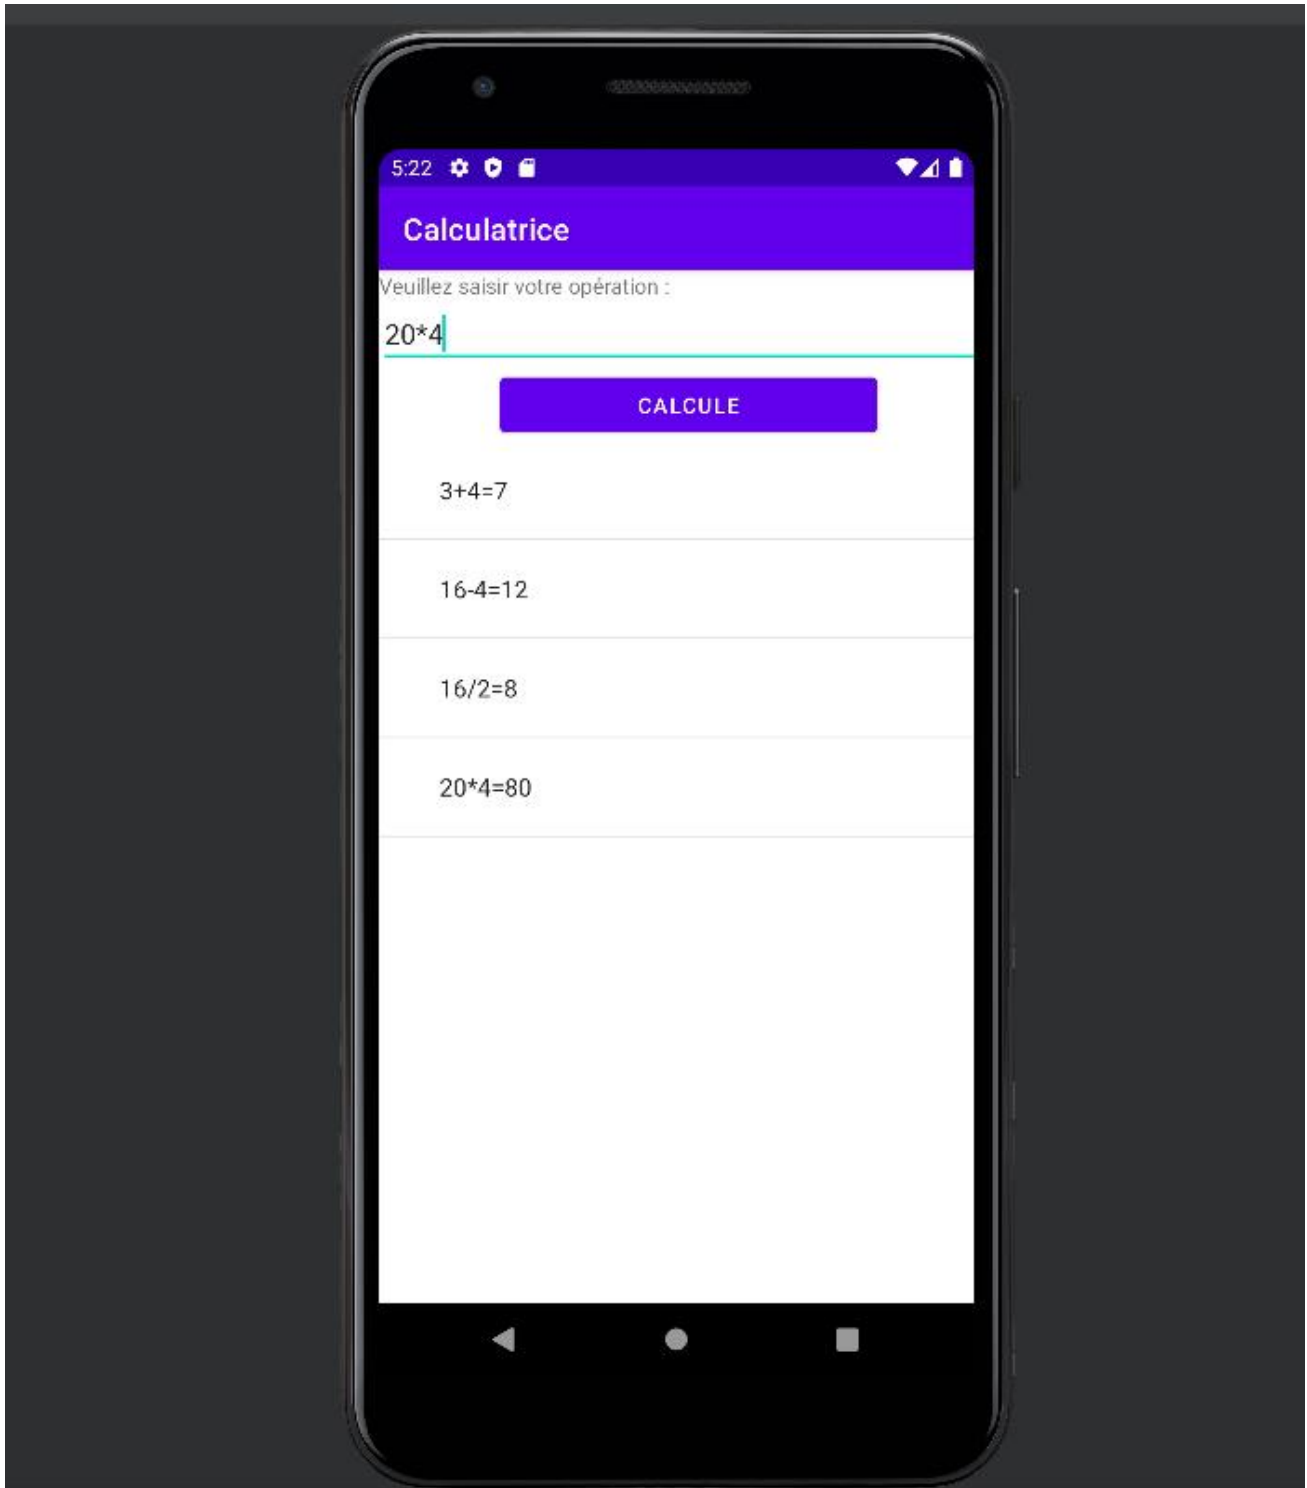 5:22
Calculatrice
Veuillez saisir votre opération :
20*4
CALCULE
3+4=7
16-4=12
16/2=8
20*4=80